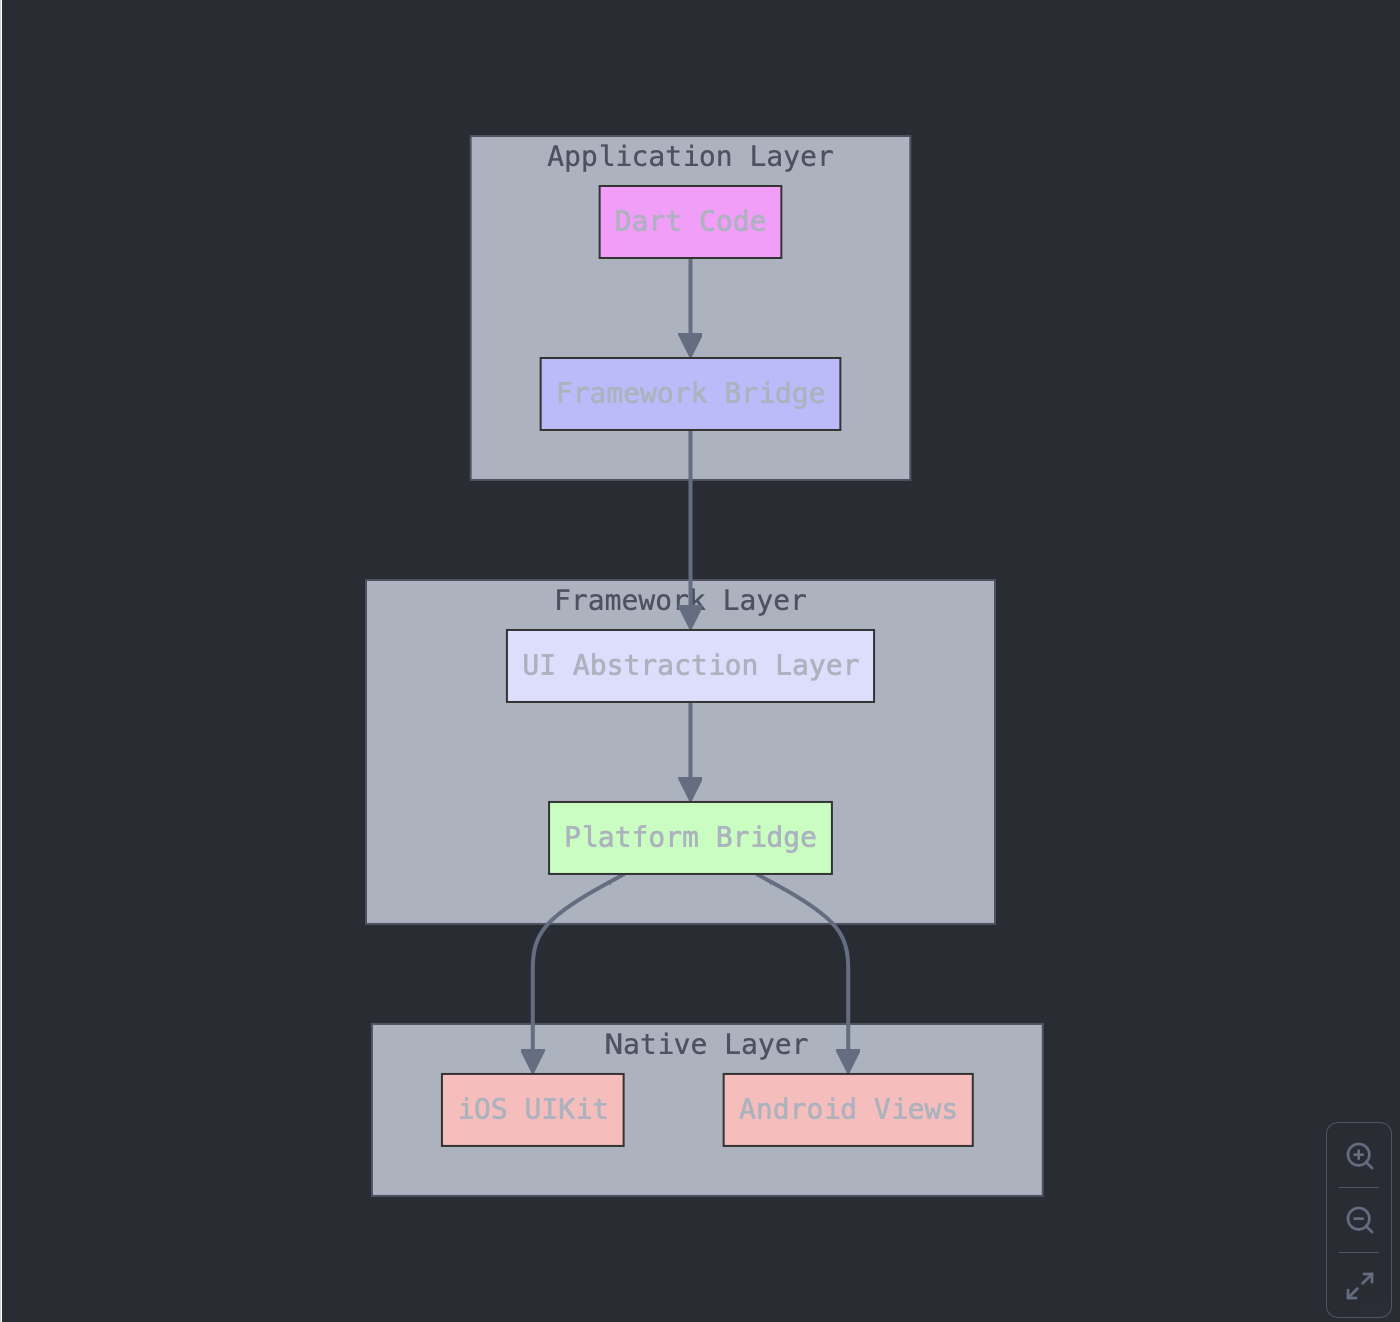 Application Layer
Dart Code
Framework Bridge
Framework Layer
UI Abstraction Layer
Platform Bridge
Native Layer
iOS UIKit
Android Views